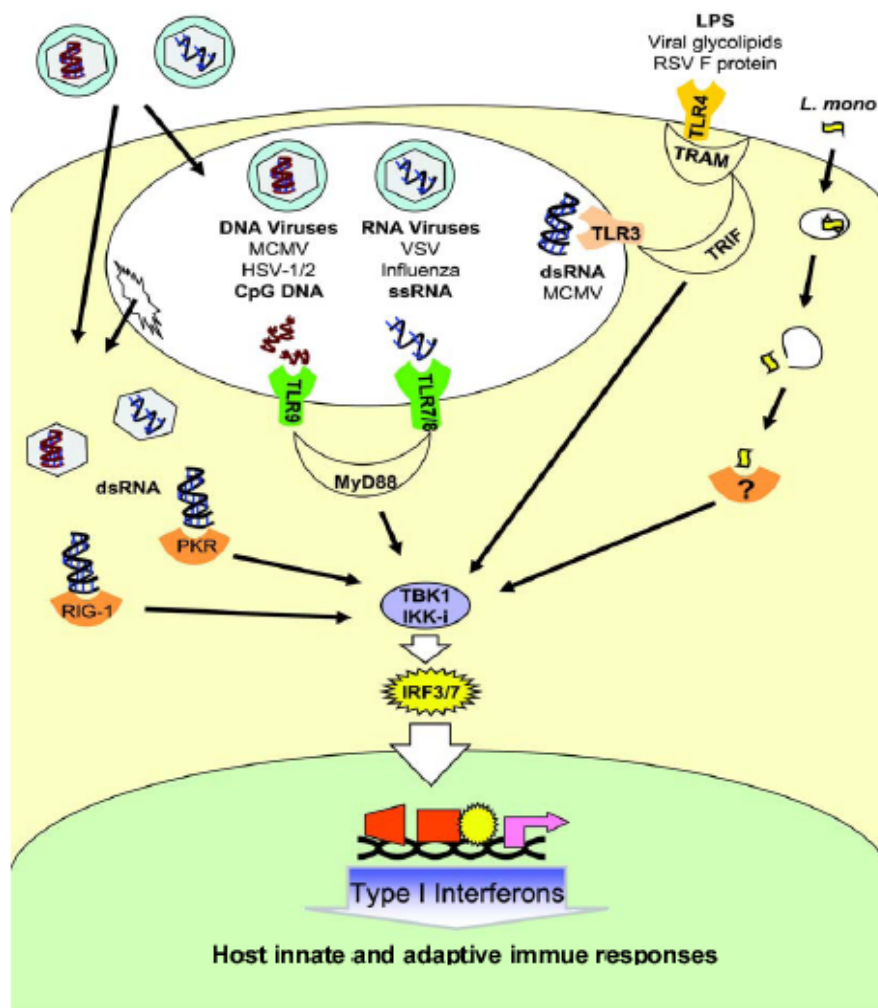 LPS
Viral glycolipids
RSV F protein
TLR4
L. mono
TRAM
DNA Viruses
MCMV
HSV-1/2
CpG DNA
RNA Viruses
VSV
Influenza
ssRNA
TLR3
dsRNA
MCMV
TRIF
TLR9
TLR7/8
MyD88
?
dsRNA
PKR
RIG-1
TBK1
IKK-i
IRF3/7
Type I Interferons
Host innate and adaptive immue responses